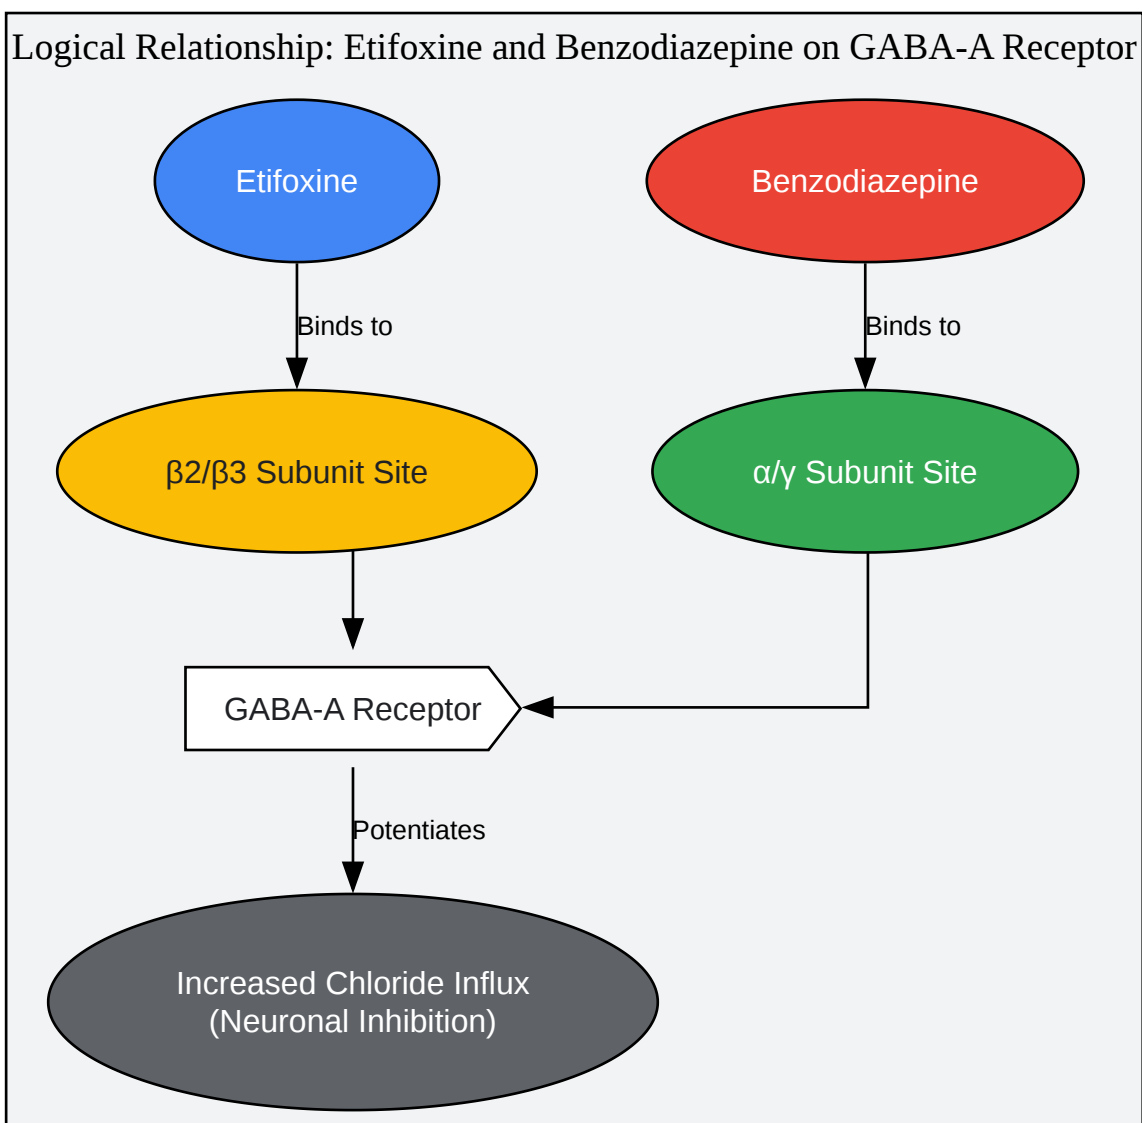 Logical Relationship: Etifoxine and Benzodiazepine on GABA-A Receptor
Etifoxine
Benzodiazepine
Binds to
Binds to
β2/β3 Subunit Site
α/γ Subunit Site
GABA-A Receptor
Potentiates
Increased Chloride Influx
(Neuronal Inhibition)